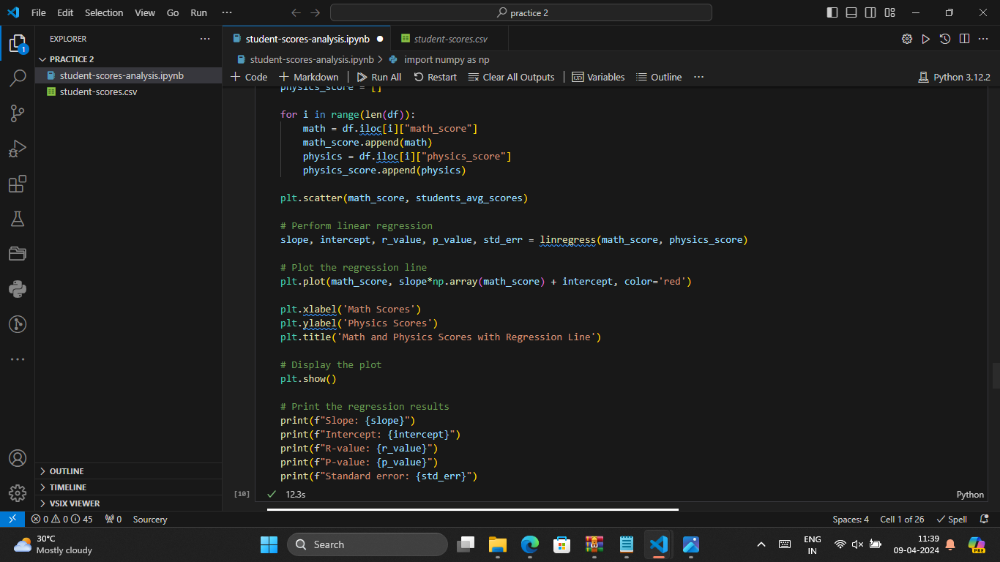 File Edit Selection View Go Run ···
practice 2
EXPLORER ···
PRACTICE 2
student-scores-analysis.ipynb
student-scores.csv
OUTLINE
TIMELINE
VSIX VIEWER
1
student-scores-analysis.ipynb ●
student-scores.csv
student-scores-analysis.ipynb > import numpy as np
+ Code + Markdown | Run All Restart Clear All Outputs | Variables Outline ···
Python 3.12.2
physics_score = []
for i in range(len(df)):
math = df.iloc[i]["math_score"]
math_score.append(math)
physics = df.iloc[i]["physics_score"]
physics_score.append(physics)
plt.scatter(math_score, students_avg_scores)
# Perform linear regression
slope, intercept, r_value, p_value, std_err = linregress(math_score, physics_score)
# Plot the regression line
plt.plot(math_score, slope*np.array(math_score) + intercept, color='red')
plt.xlabel('Math Scores')
plt.ylabel('Physics Scores')
plt.title('Math and Physics Scores with Regression Line')
# Display the plot
plt.show()
# Print the regression results
print(f"Slope: {slope}")
print(f"Intercept: {intercept}")
print(f"R-value: {r_value}")
print(f"P-value: {p_value}")
print(f"Standard error: {std_err}")
[10] ✓ 12.3s
Python
0 0 45 0 Sourcery
Spaces: 4 Cell 1 of 26 Spell
30°C
Mostly cloudy
Search
PRE
ENG
IN
11:39
09-04-2024